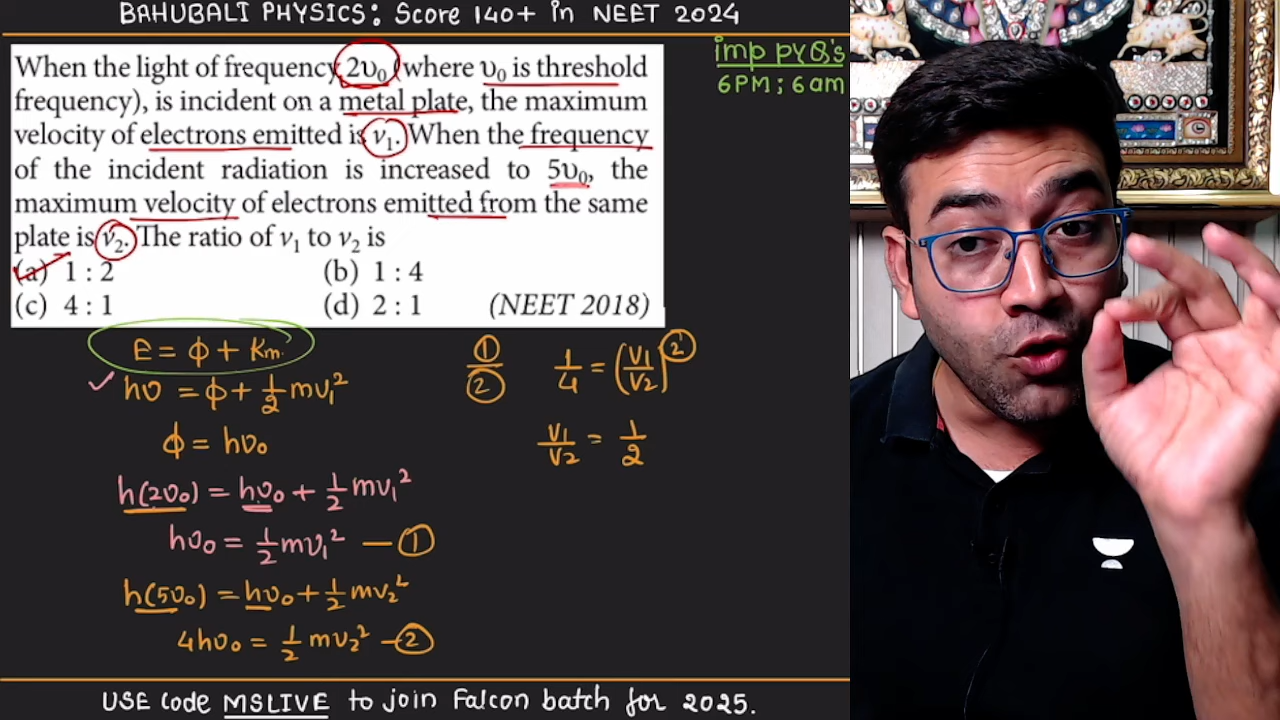 BAHUBALI PHYSICS: Score 140+ in NEET 2024
imp pyQ's
6PM ; 6am
When the light of frequency 2υ₀ (where υ₀ is threshold
frequency), is incident on a metal plate, the maximum
velocity of electrons emitted is v₁. When the frequency
of the incident radiation is increased to 5υ₀, the
maximum velocity of electrons emitted from the same
plate is v₂. The ratio of v₁ to v₂ is
(a) 1 : 2 (b) 1 : 4
(c) 4 : 1 (d) 2 : 1 (NEET 2018)
E = ϕ + Km.
hυ = ϕ + 1/2 mv₁²
ϕ = hυ₀
h(2υ₀) = hυ₀ + 1/2 mv₁²
hυ₀ = 1/2 mv₁² — ①
h(5υ₀) = hυ₀ + 1/2 mv₂²
4hυ₀ = 1/2 mv₂² — ②
①/② 1/4 = (v₁/v₂)²
v₁/v₂ = 1/2
USE Code MSLIVE to join Falcon batch for 2025.